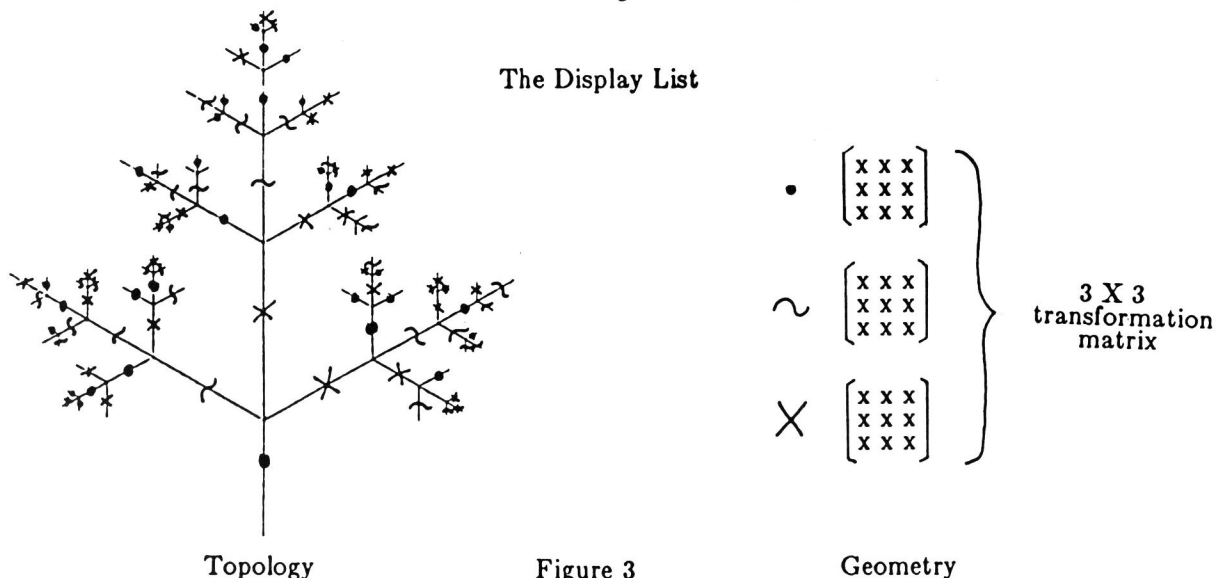 The Display List
• [x x x
x x x
x x x]
~ [x x x
x x x
x x x]
X [x x x
x x x
x x x]
3 X 3
transformation
matrix
Topology
Figure 3
Geometry